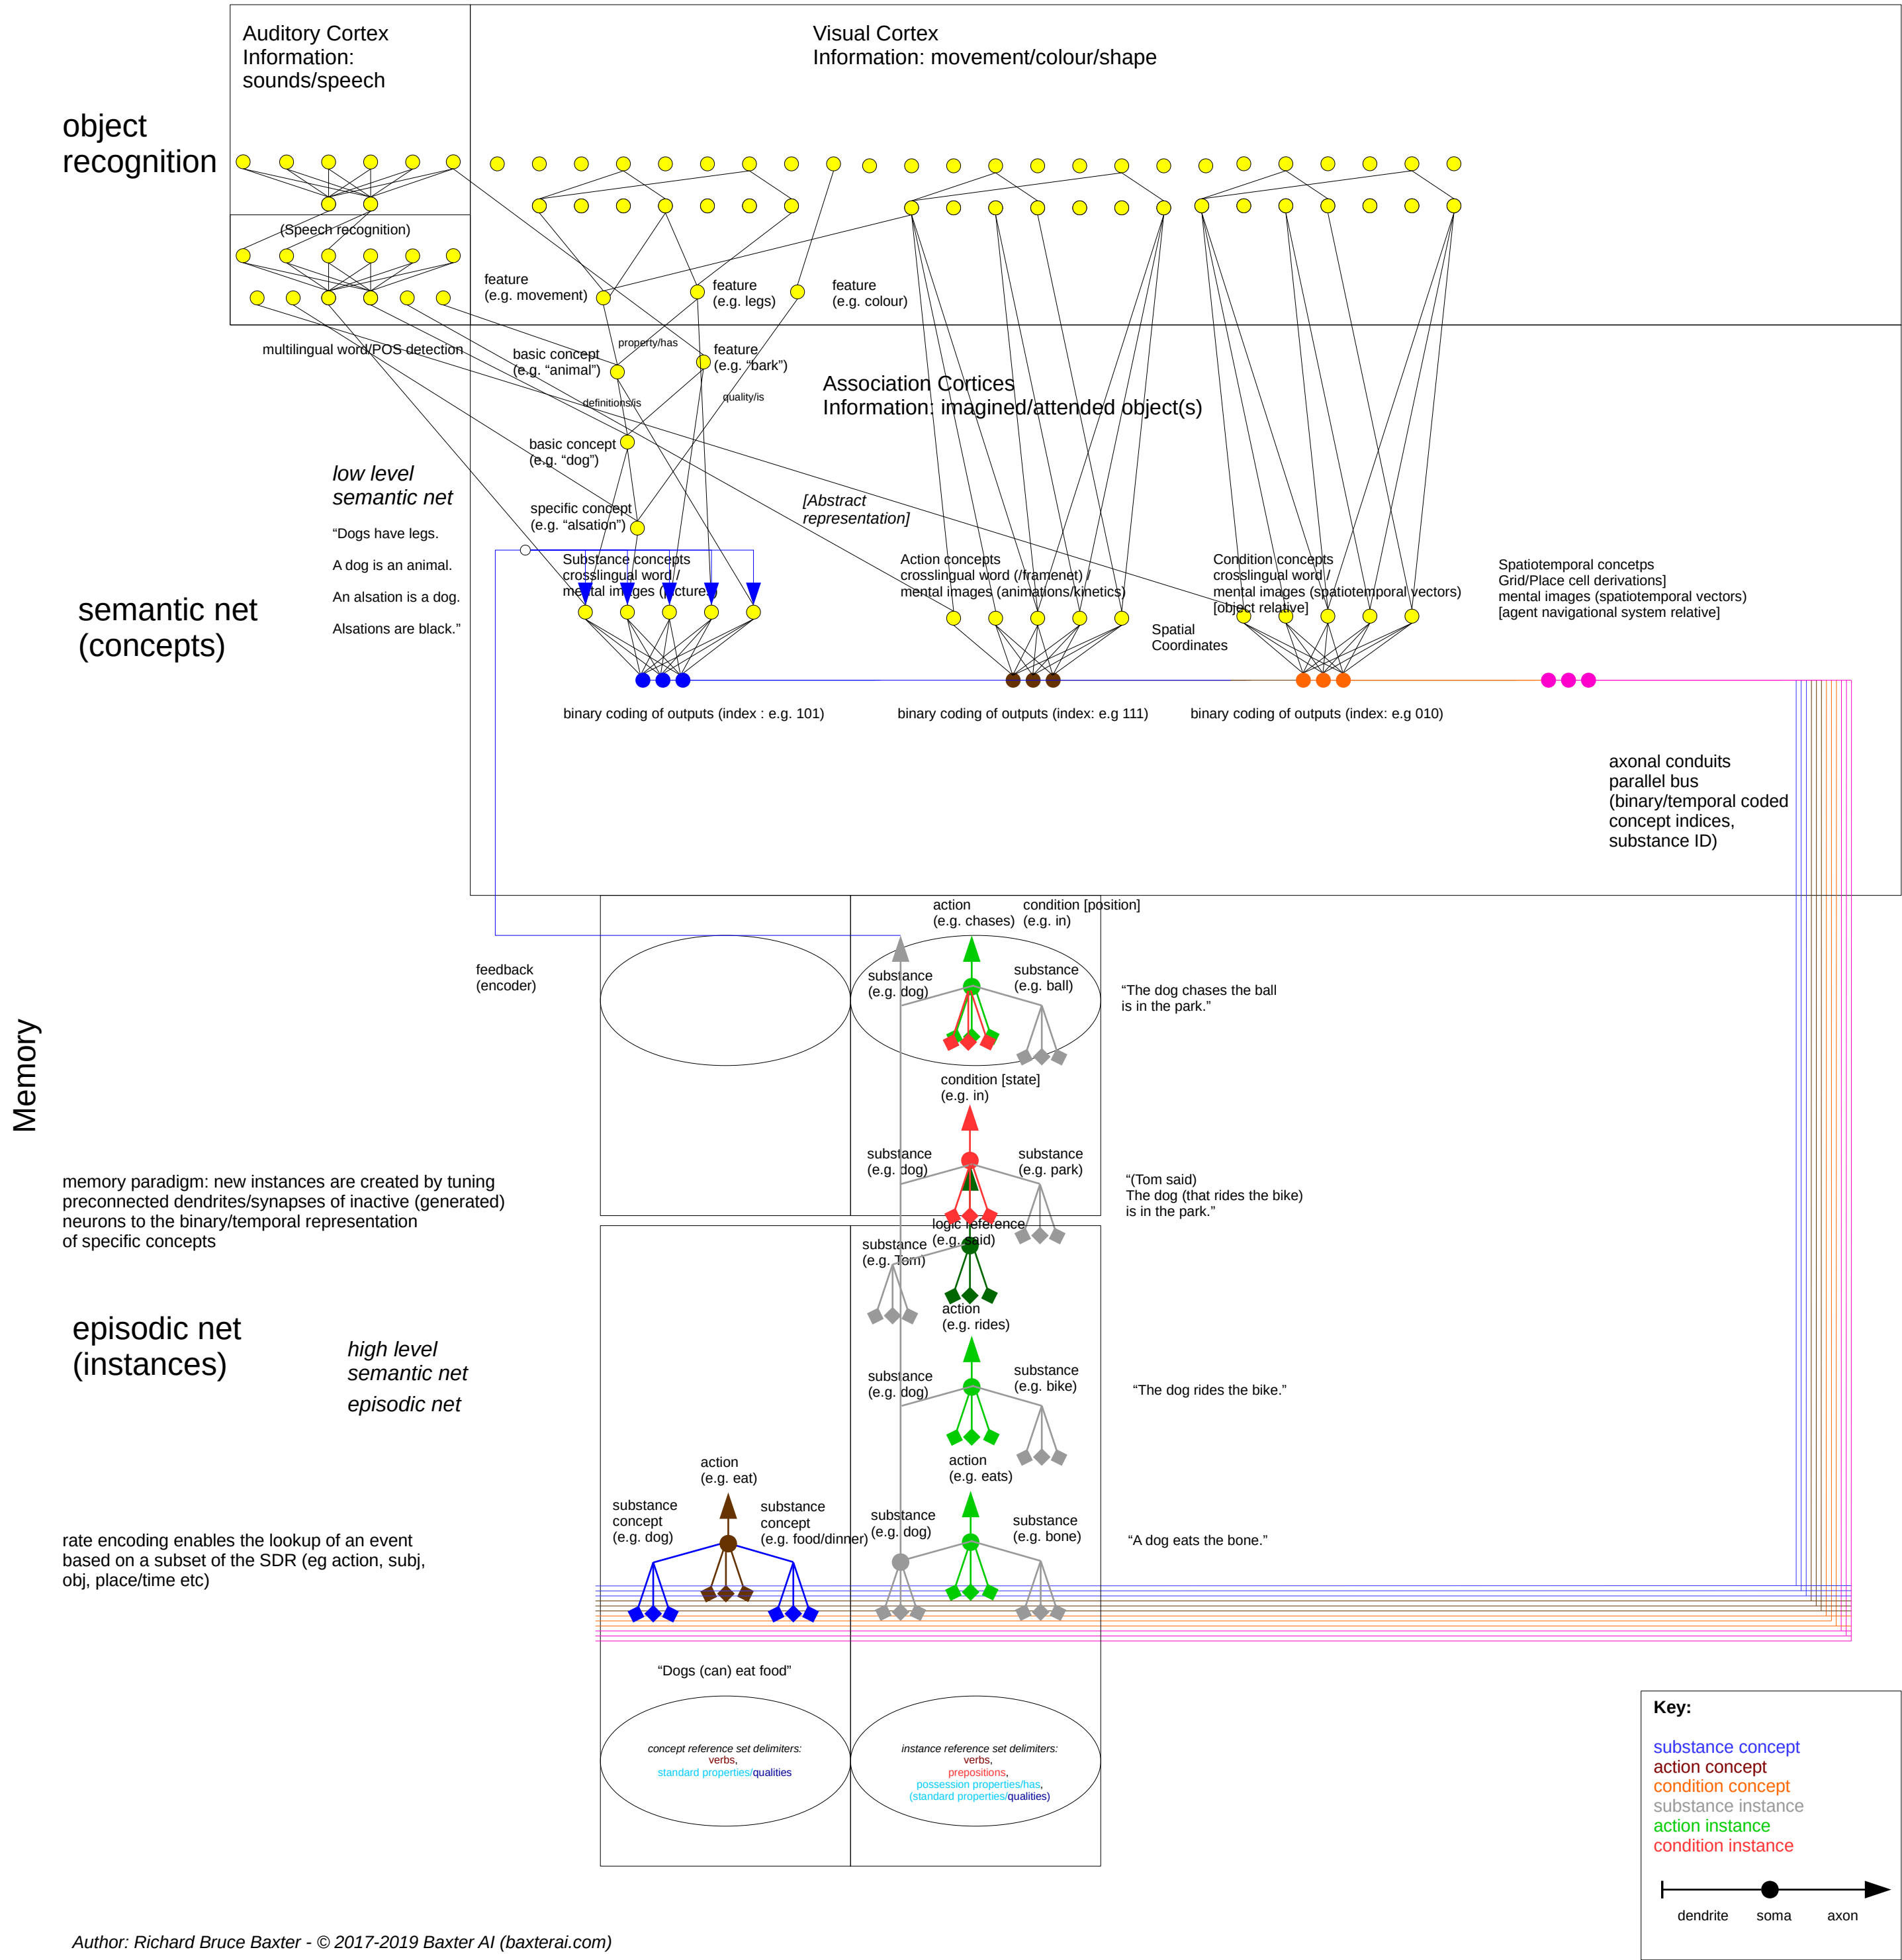 Auditory Cortex
Information:
sounds/speech
Visual Cortex
Information: movement/colour/shape
object
recognition
(Speech recognition)
feature
(e.g. movement)
feature
(e.g. legs)
feature
(e.g. colour)
multilingual word/POS detection
property/has
basic concept
(e.g. “animal”)
feature
(e.g. “bark”)
definitions/is
quality/is
Association Cortices
Information: imagined/attended object(s)
basic concept
(e.g. “dog”)
low level
semantic net
“Dogs have legs.
A dog is an animal.
An alsation is a dog.
Alsations are black.”
specific concept
(e.g. “alsation”)
[Abstract
representation]
semantic net
(concepts)
Substance concepts
crosslingual word /
mental images (pictures)
Action concepts
crosslingual word (/framenet) /
mental images (animations/kinetics)
Condition concepts
crosslingual word /
mental images (spatiotemporal vectors)
[object relative]
Spatiotemporal concetps
Grid/Place cell derivations]
mental images (spatiotemporal vectors)
[agent navigational system relative]
Spatial
Coordinates
binary coding of outputs (index : e.g. 101)
binary coding of outputs (index: e.g 111)
binary coding of outputs (index: e.g 010)
axonal conduits
parallel bus
(binary/temporal coded
concept indices,
substance ID)
Memory
feedback
(encoder)
action
(e.g. chases)
condition [position]
(e.g. in)
substance
(e.g. dog)
substance
(e.g. ball)
“The dog chases the ball
is in the park.”
condition [state]
(e.g. in)
substance
(e.g. dog)
substance
(e.g. park)
“(Tom said)
The dog (that rides the bike)
is in the park.”
memory paradigm: new instances are created by tuning
preconnected dendrites/synapses of inactive (generated)
neurons to the binary/temporal representation
of specific concepts
logic reference
(e.g. said)
substance
(e.g. Tom)
episodic net
(instances)
high level
semantic net
episodic net
action
(e.g. rides)
substance
(e.g. dog)
substance
(e.g. bike)
“The dog rides the bike.”
action
(e.g. eat)
substance
concept
(e.g. dog)
substance
concept
(e.g. food/dinner)
action
(e.g. eats)
substance
(e.g. dog)
substance
(e.g. bone)
“A dog eats the bone.”
rate encoding enables the lookup of an event
based on a subset of the SDR (eg action, subj,
obj, place/time etc)
“Dogs (can) eat food”
concept reference set delimiters:
verbs,
standard properties/qualities
instance reference set delimiters:
verbs,
prepositions,
possession properties/has,
(standard properties/qualities)
Key:
substance concept
action concept
condition concept
substance instance
action instance
condition instance
dendrite
soma
axon
Author: Richard Bruce Baxter - © 2017-2019 Baxter AI (baxterai.com)